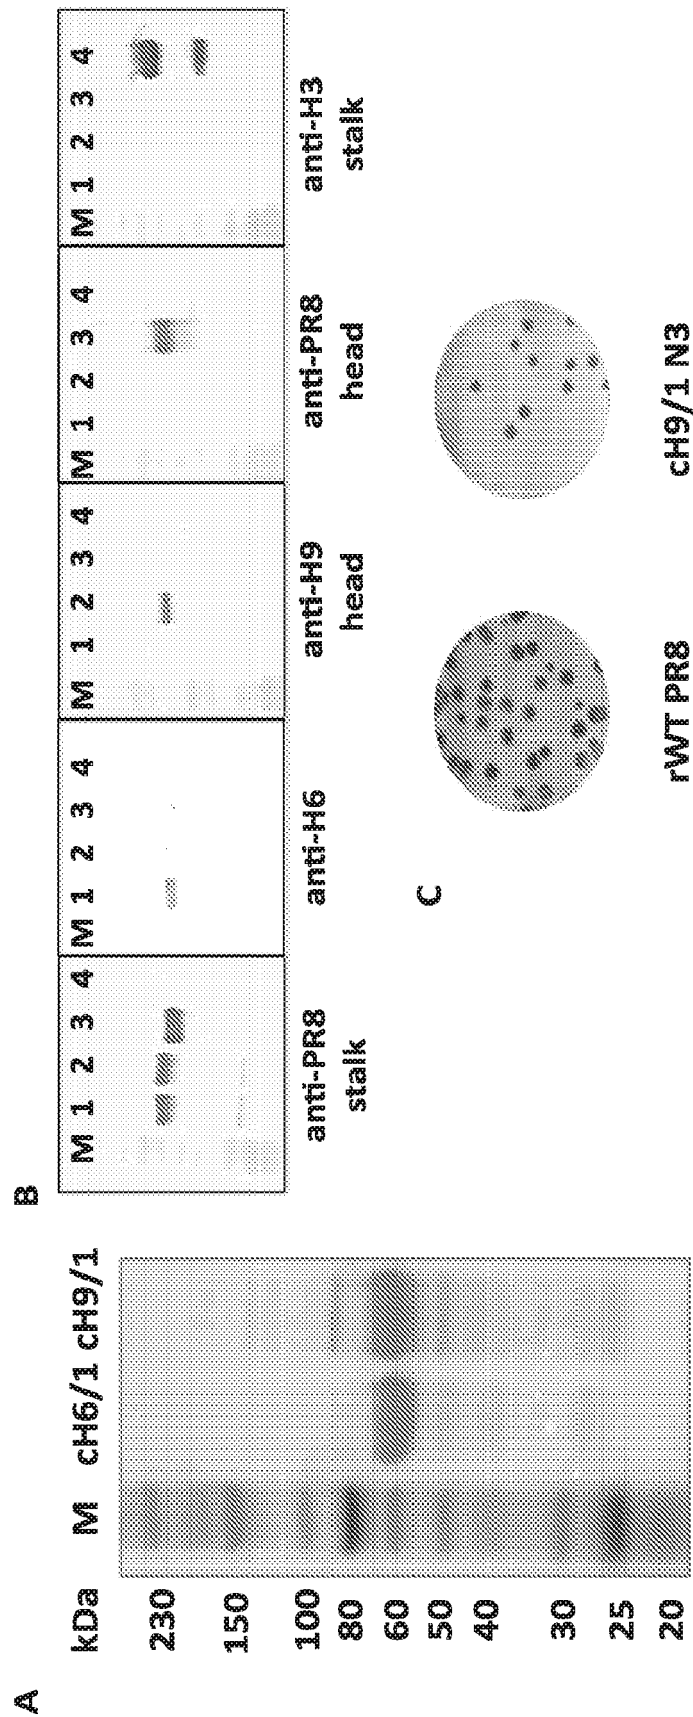 A
kDa M cH6/1 cH9/1
230
150
100
80
60
50
40
30
25
20
B
M 1 2 3 4
anti-PR8
stalk
M 1 2 3 4
anti-H6
M 1 2 3 4
anti-H9
head
M 1 2 3 4
anti-PR8
head
M 1 2 3 4
anti-H3
stalk
C
rWT PR8
cH9/1 N3